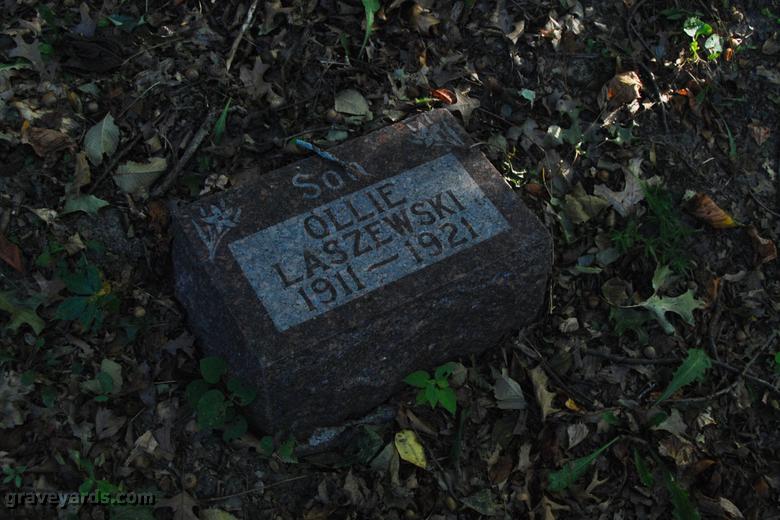 Son
OLLIE
LASZEWSKI
1911—1921
graveyards.com